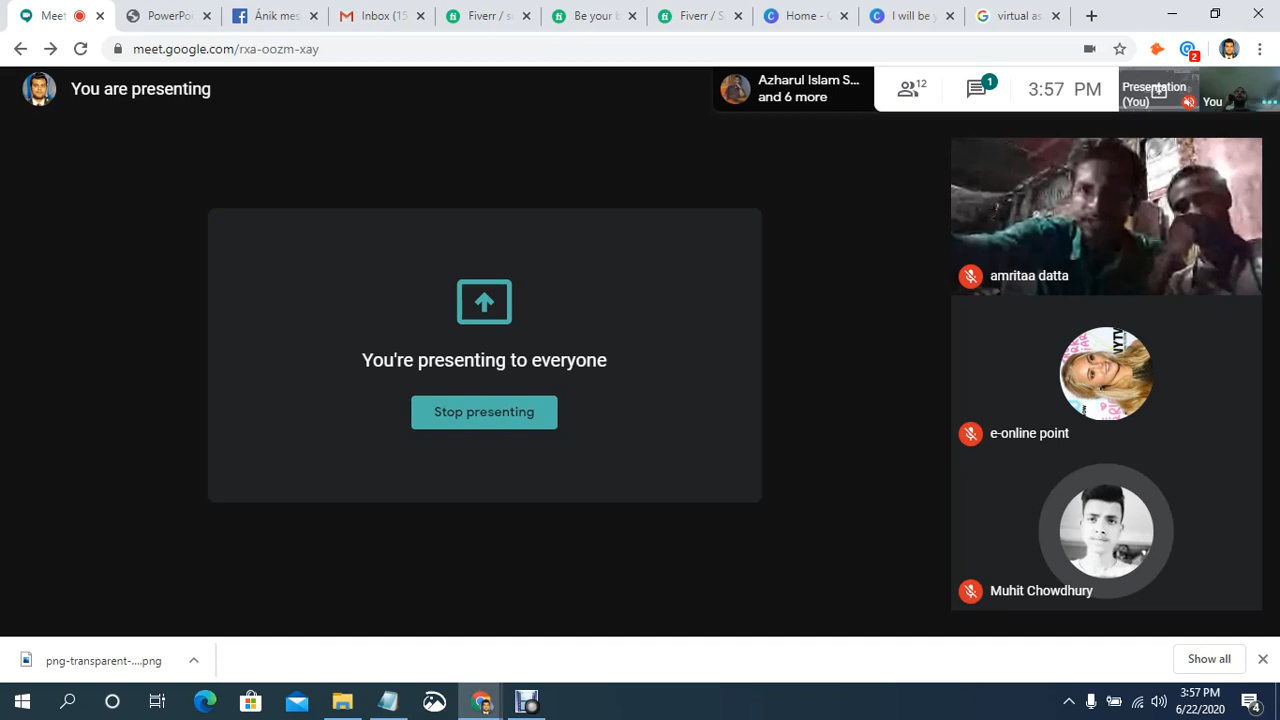 Meet
PowerPoi
Ánik mes
Inbox (15
Fiverr / s
Be your b
Fiverr / S
Home - C
I will be y
virtual as
meet.google.com/rxa-oozm-xay
2
You are presenting
Azharul Islam S...
and 6 more
12
1
3:57 PM
Presentation
(You)
You
amritaa datta
You're presenting to everyone
Stop presenting
e-online point
Muhit Chowdhury
png-transparent-....png
Show all
3:57 PM
6/22/2020
4